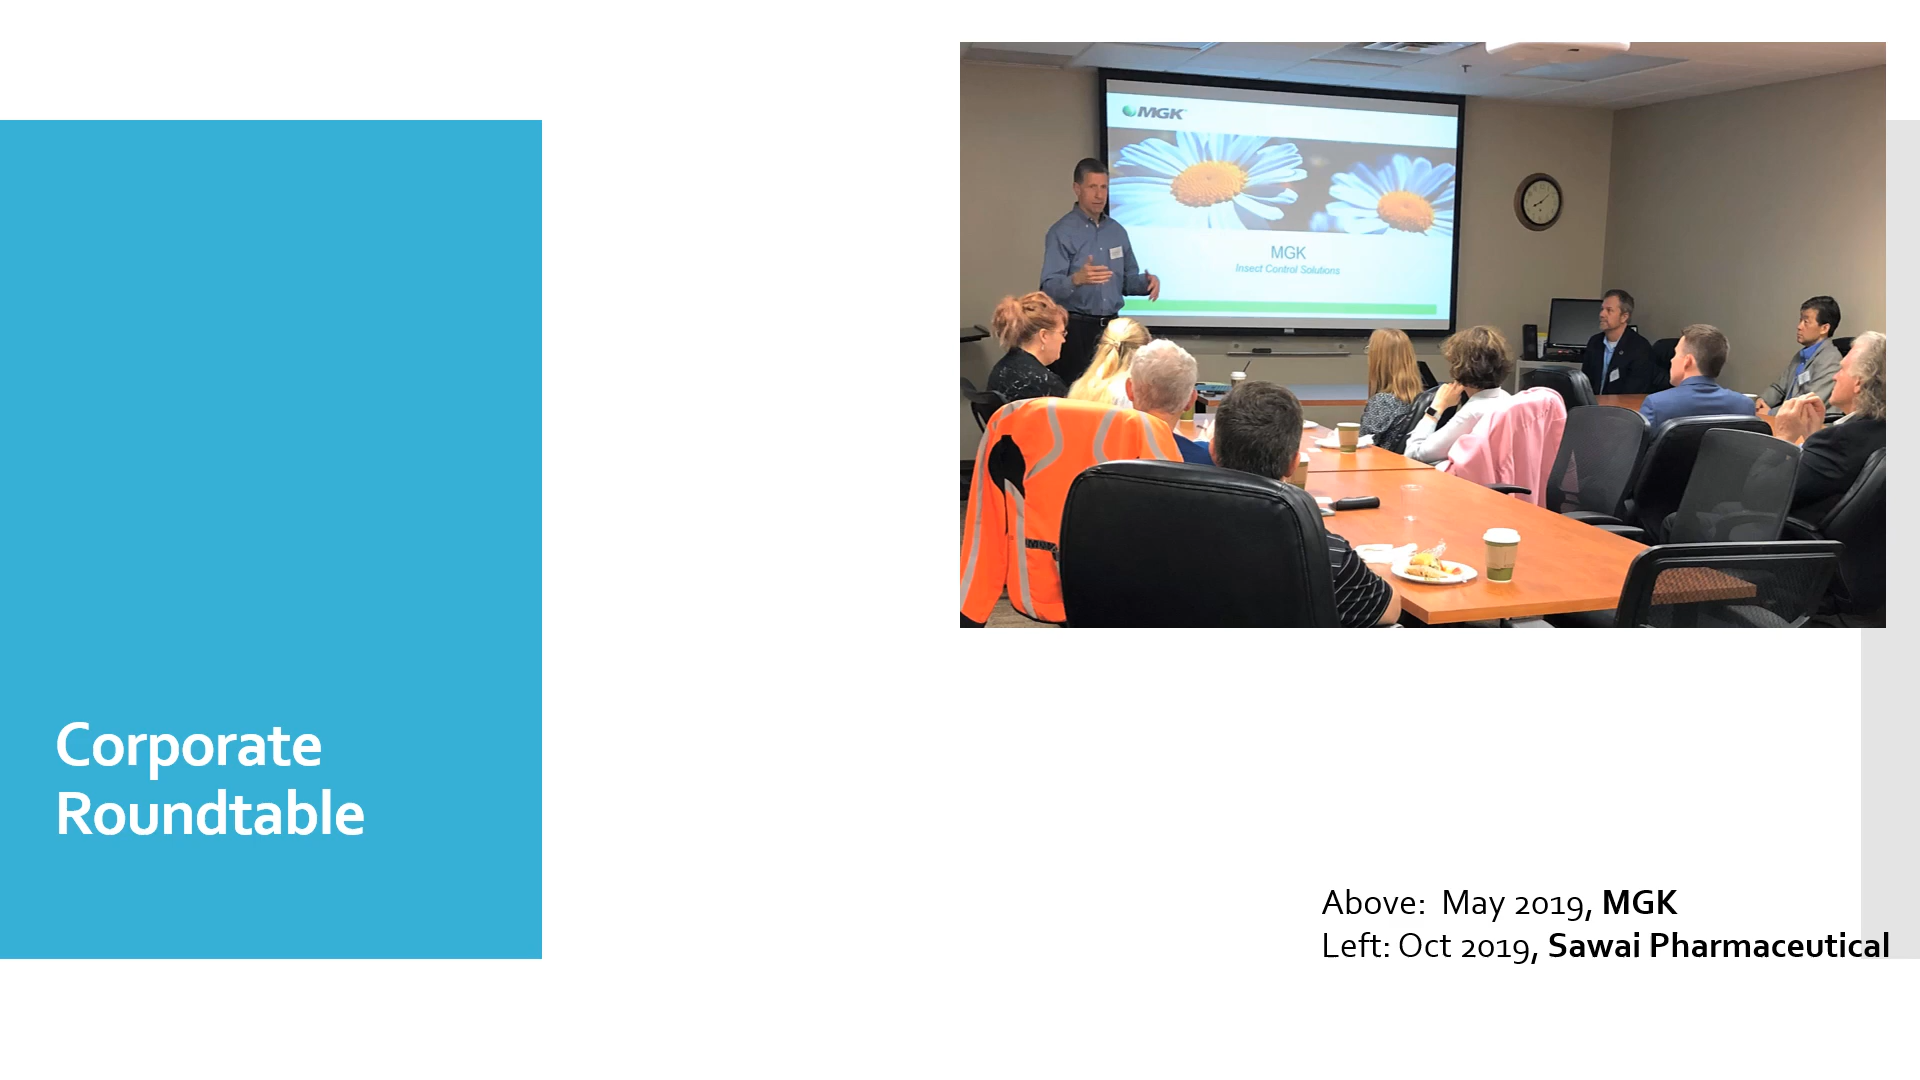 MGK
MGK
Insect Control Solutions
Corporate
Roundtable
Above:  May 2019, MGK
Left: Oct 2019, Sawai Pharmaceutical